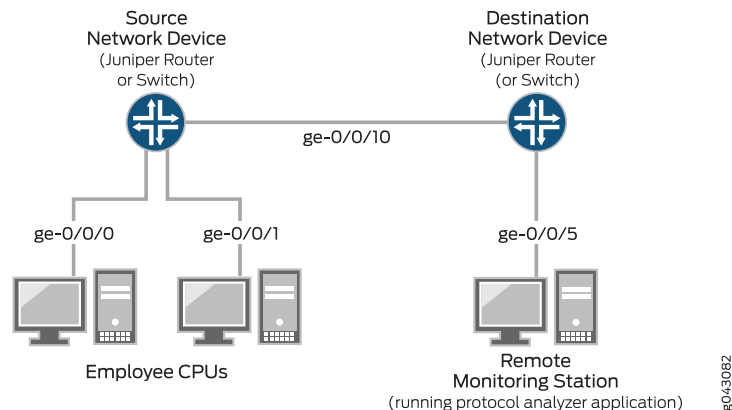 Source
Network Device
(Juniper Router
or Switch)
Destination
Network Device
(Juniper Router
(or Switch)
ge-0/0/10
ge-0/0/0
ge-0/0/1
ge-0/0/5
Employee CPUs
Remote
Monitoring Station
(running protocol analyzer application)
g043082